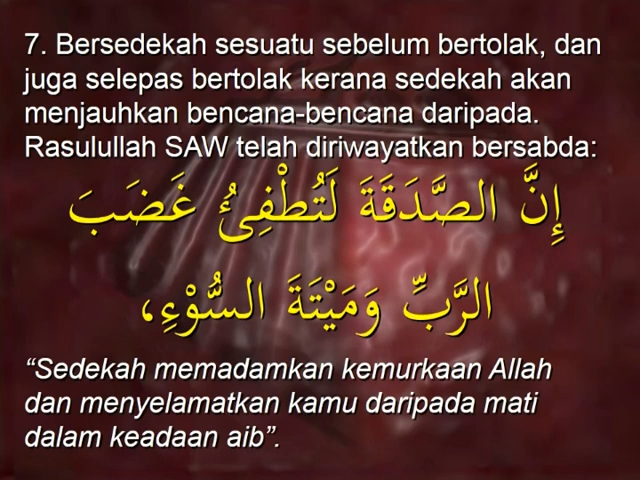 7. Bersedekah sesuatu sebelum bertolak, dan
juga selepas bertolak kerana sedekah akan
menjauhkan bencana-bencana daripada.
Rasulullah SAW telah diriwayatkan bersabda:
إِنَّ الصَّدَقَةَ لَتُطْفِئُ غَضَبَ
الرَّبِّ وَمَيْتَةَ السُّوْءِ،
“Sedekah memadamkan kemurkaan Allah
dan menyelamatkan kamu daripada mati
dalam keadaan aib”.